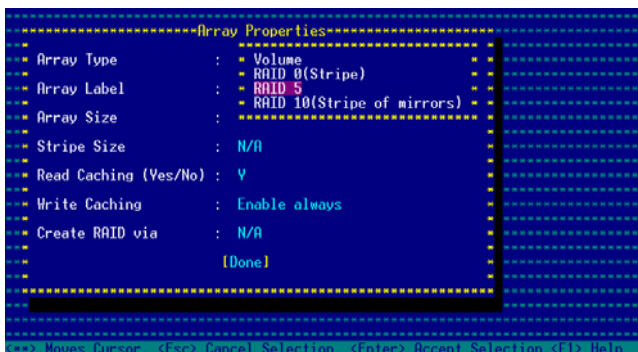 Array Properties
Array Type :
Volume
RAID 0(Stripe)
Array Label :
RAID 5
RAID 10(Stripe of mirrors)
Array Size :
Stripe Size : N/A
Read Caching (Yes/No) : Y
Write Caching : Enable always
Create RAID via : N/A
[Done]
<**> Moves Cursor <Esc> Cancel Selection <Enter> Accept Selection <F1> Help